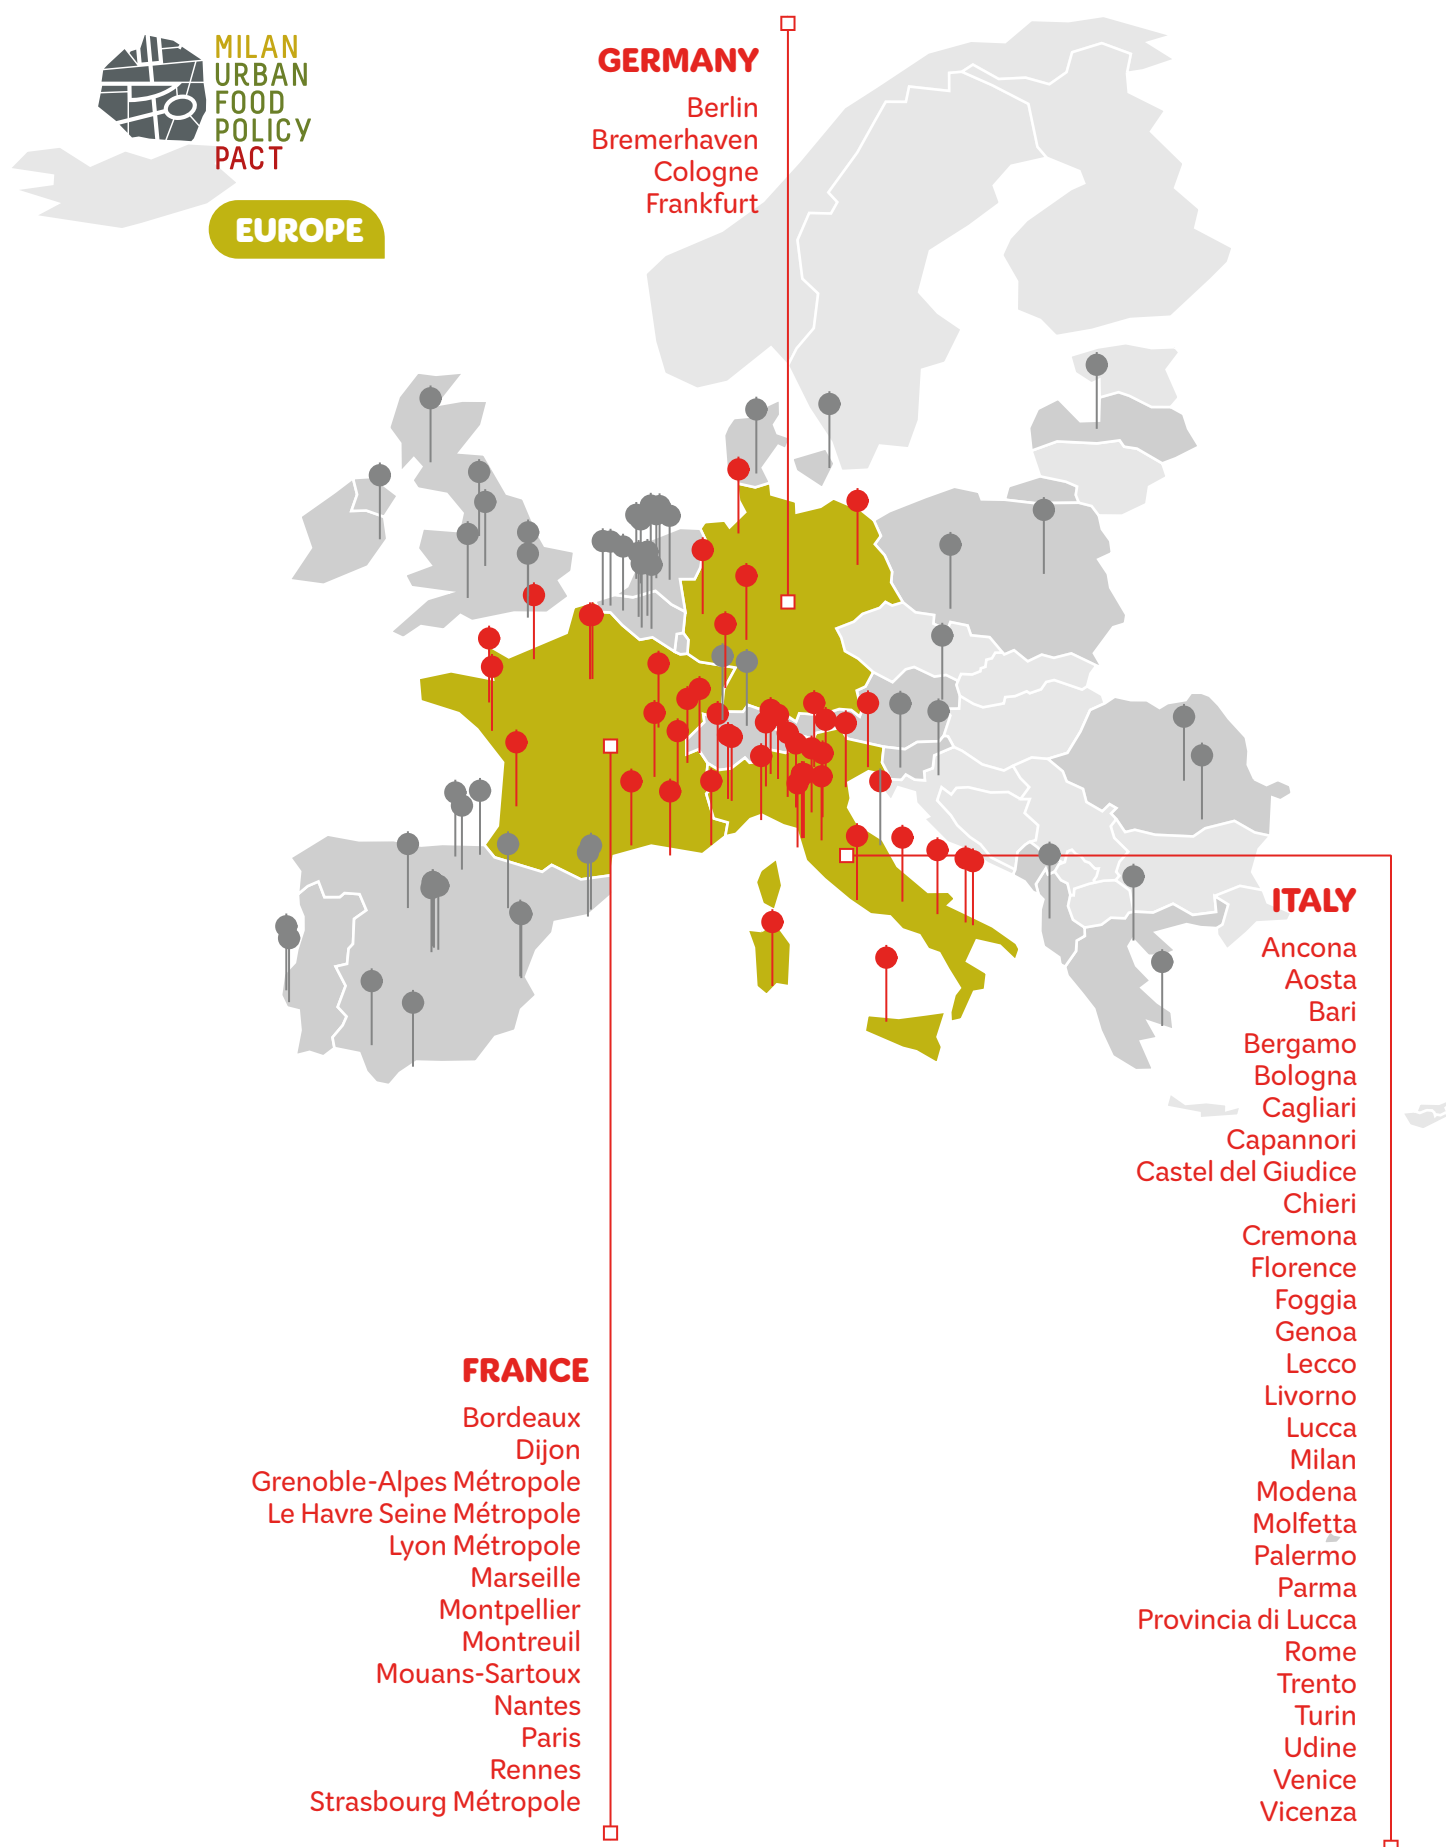 MILAN
URBAN
FOOD
POLICY
PACT
EUROPE
GERMANY
Berlin
Bremerhaven
Cologne
Frankfurt
ITALY
Ancona
Aosta
Bari
Bergamo
Bologna
Cagliari
Capannori
Castel del Giudice
Chieri
Cremona
Florence
Foggia
Genoa
Lecco
Livorno
Lucca
Milan
Modena
Molfetta
Palermo
Parma
Provincia di Lucca
Rome
Trento
Turin
Udine
Venice
Vicenza
FRANCE
Bordeaux
Dijon
Grenoble-Alpes Métropole
Le Havre Seine Métropole
Lyon Métropole
Marseille
Montpellier
Montreuil
Mouans-Sartoux
Nantes
Paris
Rennes
Strasbourg Métropole